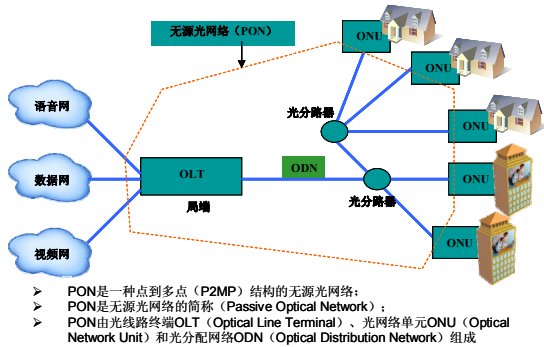 无源光网络（PON）
ONU
ONU
语音网
光分路器
ONU
数据网
OLT
ODN
ONU
局端
光分路器
视频网
ONU
➢ PON是一种点到多点（P2MP）结构的无源光网络；
➢ PON是无源光网络的简称（Passive Optical Network）；
➢ PON由光线路终端OLT（Optical Line Terminal）、光网络单元ONU（Optical
Network Unit）和光分配网络ODN（Optical Distribution Network）组成